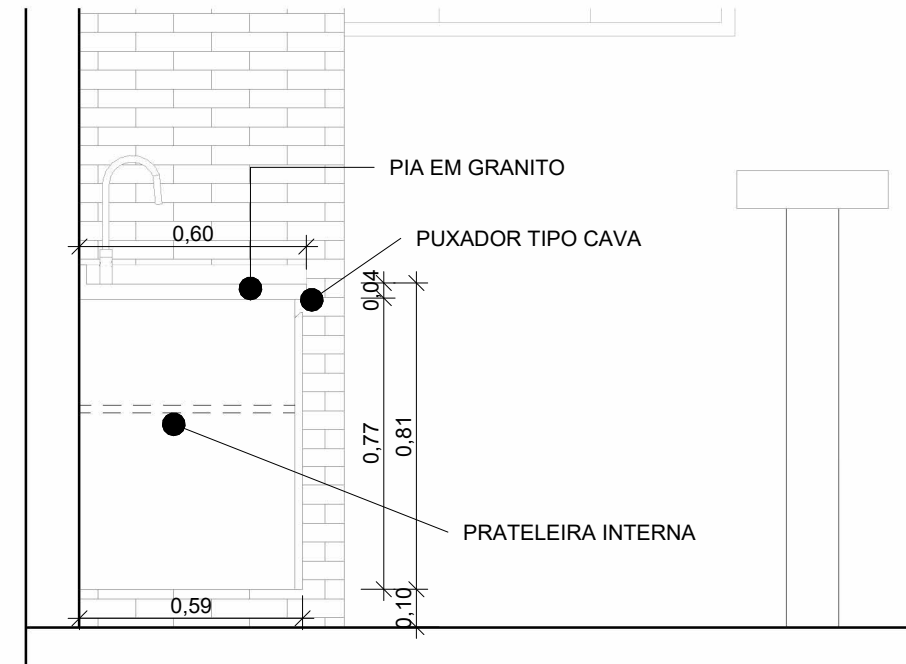 PIA EM GRANITO
0,60
PUXADOR TIPO CAVA
0,04
0,77
0,81
PRATELEIRA INTERNA
0,59
0,10